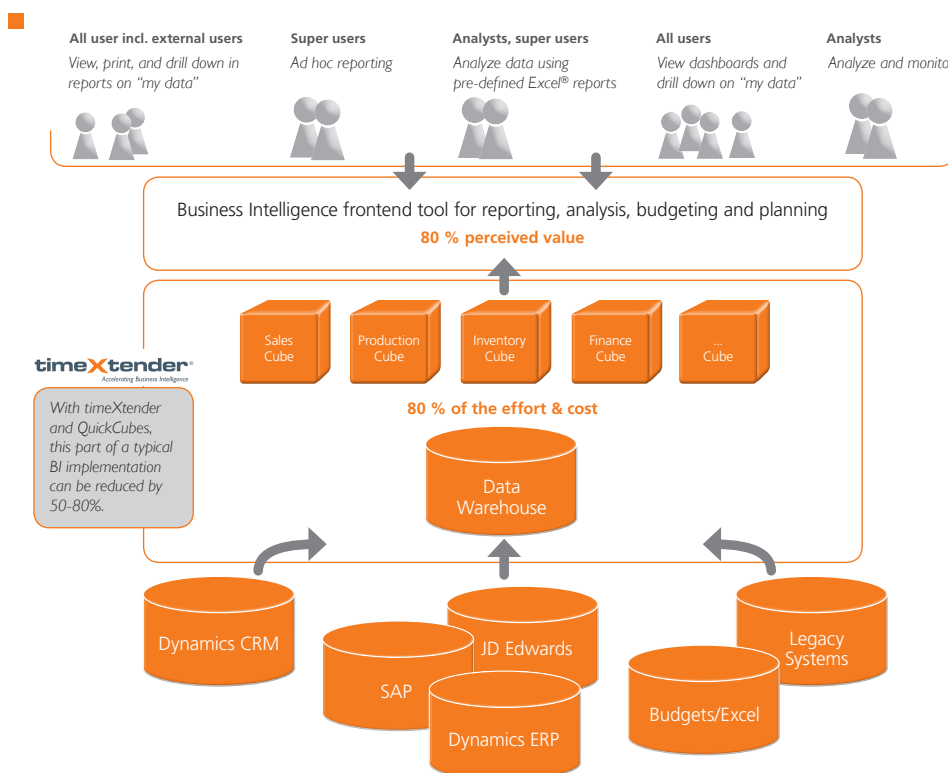 All user incl. external users
View, print, and drill down in
reports on “my data”
Super users
Ad hoc reporting
Analysts, super users
Analyze data using
pre-defined Excel® reports
All users
View dashboards and
drill down on “my data”
Analysts
Analyze and monito
Business Intelligence frontend tool for reporting, analysis, budgeting and planning
80 % perceived value
Sales
Cube
Production
Cube
Inventory
Cube
Finance
Cube
...
Cube
timeXtender®
Accelerating Business Intelligence
With timeXtender
and QuickCubes,
this part of a typical
BI implementation
can be reduced by
50-80%.
80 % of the effort & cost
Data
Warehouse
Dynamics CRM
SAP
JD Edwards
Dynamics ERP
Budgets/Excel
Legacy
Systems